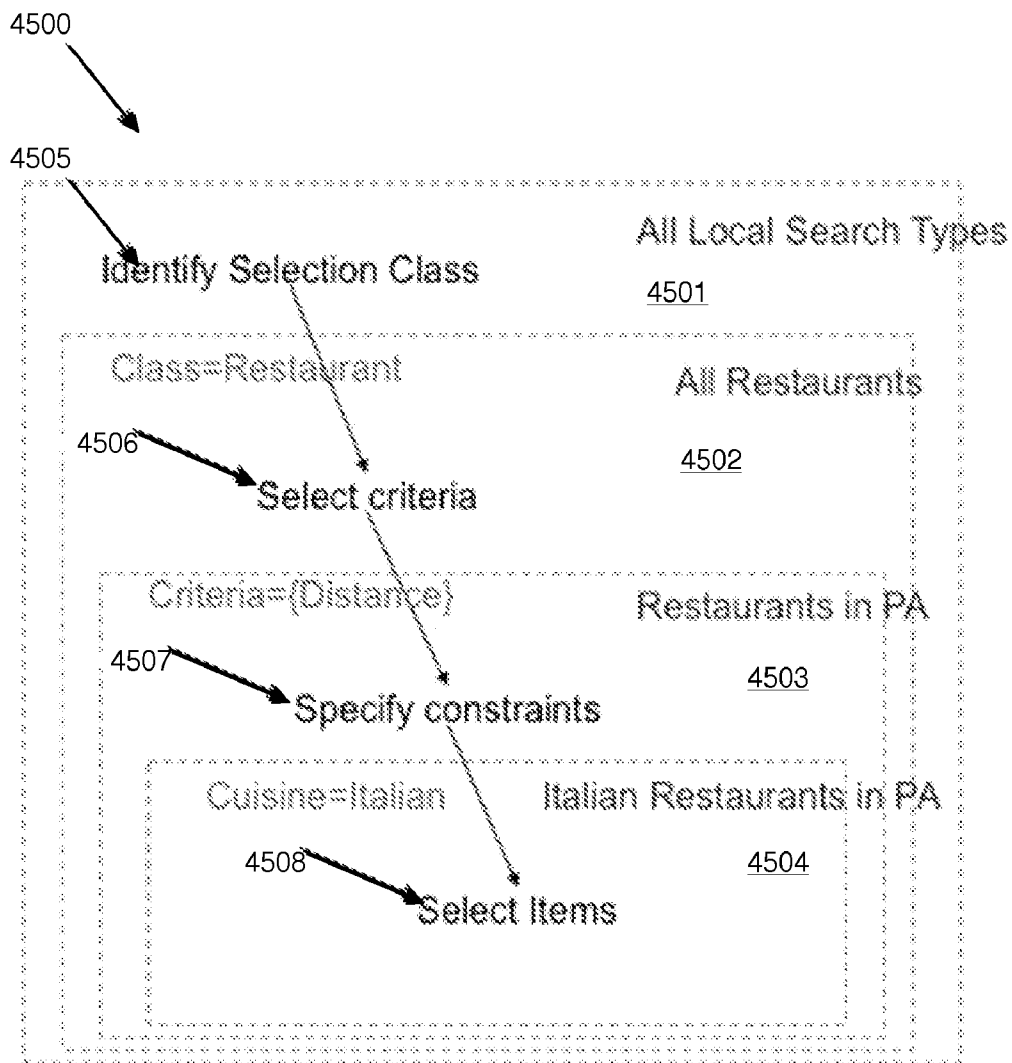 4500
4505
All Local Search Types
Identify Selection Class
4501
Class=Restaurant
All Restaurants
4506
4502
Select criteria
Criteria={Distance}
Restaurants in PA
4507
4503
Specify constraints
Cuisine=Italian
Italian Restaurants in PA
4508
4504
Select Items